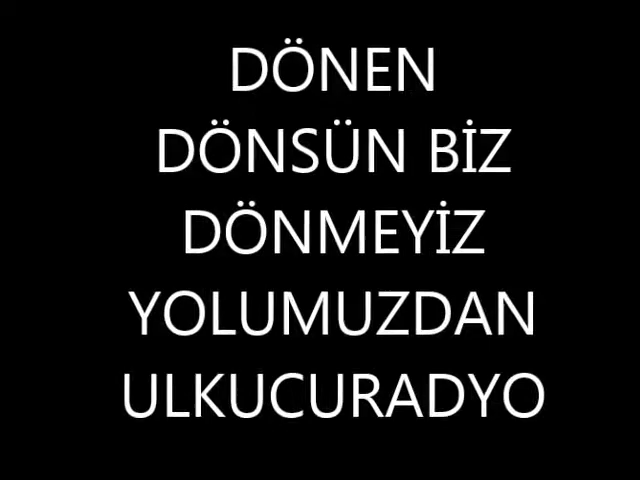 DÖNEN
DÖNSÜN BİZ
DÖNMEYİZ
YOLUMUZDAN
ULKUCURADYO